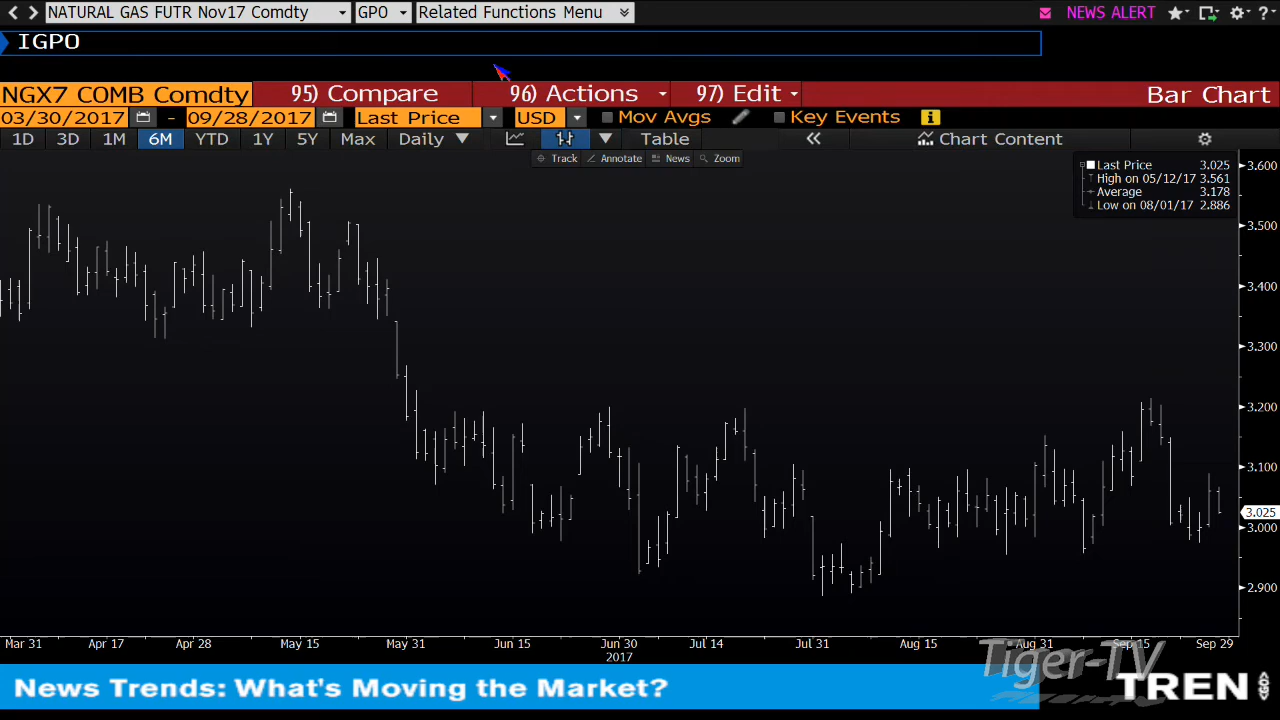 NATURAL GAS FUTR Nov17 Comdty GPO Related Functions Menu NEWS ALERT ?
IGPO
NGX7 COMB Comdty 95) Compare 96) Actions 97) Edit Bar Chart
03/30/2017 - 09/28/2017 Last Price USD Mov Avgs Key Events i
1D 3D 1M 6M YTD 1Y 5Y Max Daily Table « Chart Content
Track Annotate News Zoom
Last Price 3.025
High on 05/12/17 3.561
Average 3.178
Low on 08/01/17 2.886
3.600
3.500
3.400
3.300
3.200
3.100
3.025
3.000
2.900
Mar 31 Apr 17 Apr 28 May 15 May 31 Jun 15 Jun 30 Jul 14 Jul 31 Aug 15 Aug 31 Sep 15 Sep 29
2017
Tiger-TV
News Trends: What's Moving the Market?
TREN